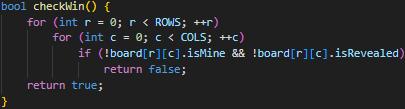 bool checkWin() {
    for (int r = 0; r < ROWS; ++r)
        for (int c = 0; c < COLS; ++c)
            if (!board[r][c].isMine && !board[r][c].isRevealed)
                return false;
    return true;
}